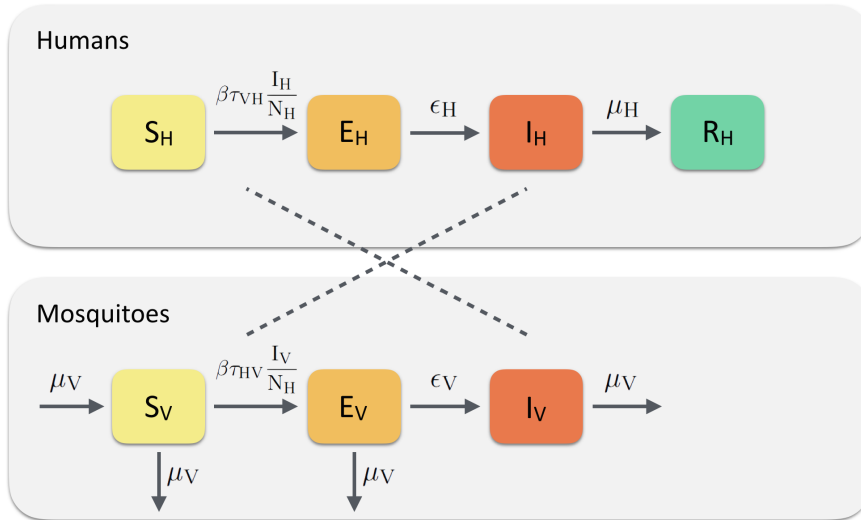 Humans
S_H
βτ_VH I_H/N_H
E_H
ϵ_H
I_H
μ_H
R_H
Mosquitoes
μ_V
S_V
βτ_HV I_V/N_H
E_V
ϵ_V
I_V
μ_V
μ_V
μ_V